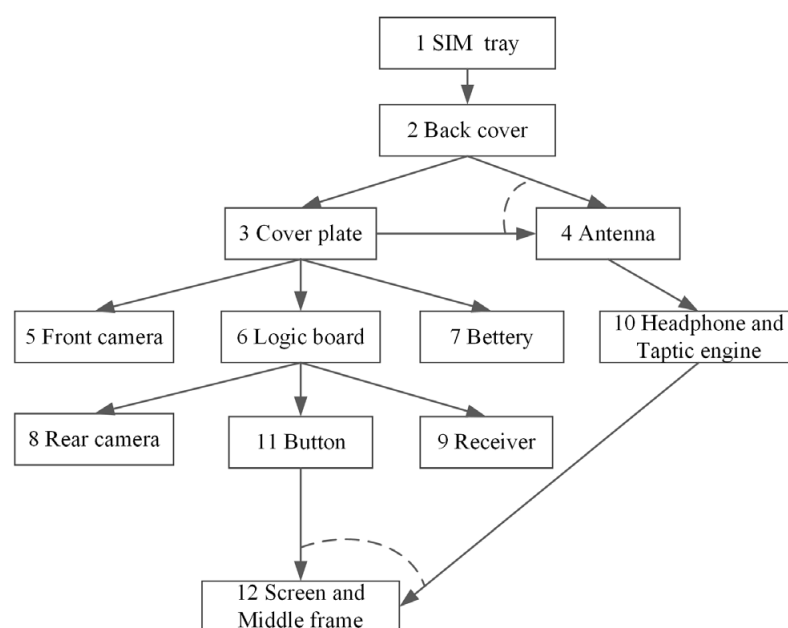 1 SIM tray
2 Back cover
3 Cover plate
4 Antenna
5 Front camera
6 Logic board
7 Bettery
10 Headphone and
Taptic engine
8 Rear camera
11 Button
9 Receiver
12 Screen and
Middle frame